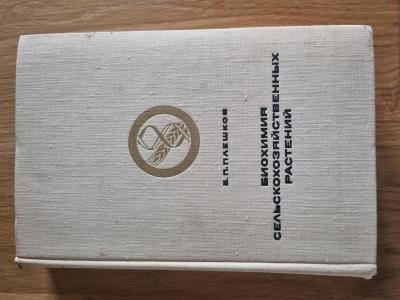 Б.П.ПЛЕШКОВ
БИОХИМИЯ
СЕЛЬСКОХОЗЯЙСТВЕННЫХ
РАСТЕНИЙ